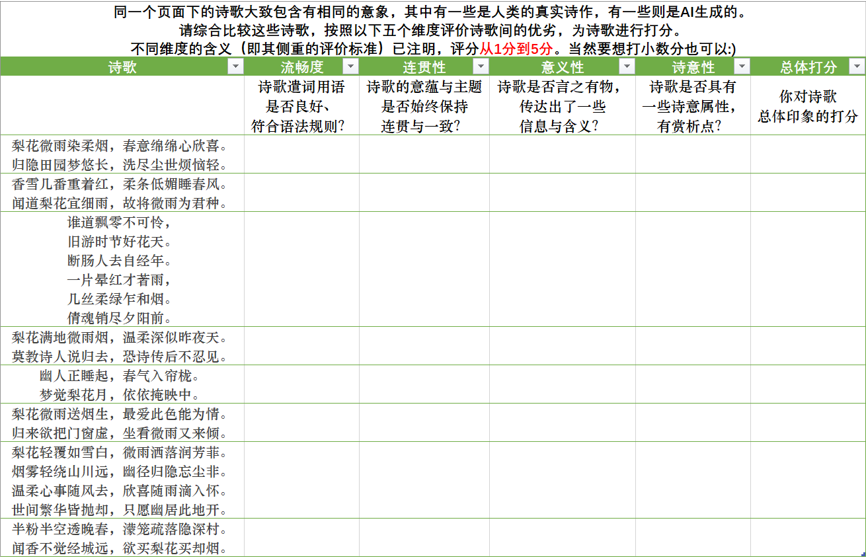 同一个页面下的诗歌大致包含有相同的意象，其中有一些是人类的真实诗作，有一些则是AI生成的。
请综合比较这些诗歌，按照以下五个维度评价诗歌间的优劣，为诗歌进行打分。
不同维度的含义（即其侧重的评价标准）已注明，评分从1分到5分。当然要想打小数分也可以:)
诗歌 流畅度 连贯性 意义性 诗意性 总体打分
诗歌遣词用语
是否良好、
符合语法规则？
诗歌的意蕴与主题
是否始终保持
连贯与一致？
诗歌是否言之有物，
传达出了一些
信息与含义？
诗歌是否具有
一些诗意属性，
有赏析点？
你对诗歌
总体印象的打分
梨花微雨染柔烟，春意绵绵心欣喜。
归隐田园梦悠长，洗尽尘世烦恼轻。
香雪几番重着红，柔条低媚睡春风。
闻道梨花宜细雨，故将微雨为君种。
谁道飘零不可怜，
旧游时节好花天。
断肠人去自经年。
一片晕红才著雨，
几丝柔绿乍和烟。
倩魂销尽夕阳前。
梨花满地微雨烟，温柔深似昨夜天。
莫教诗人说归去，恐诗传后不忍见。
幽人正睡起，春气入帘栊。
梦觉梨花月，依依掩映中。
梨花微雨送烟生，最爱此色能为情。
归来欲把门窗虚，坐看微雨又来倾。
梨花轻覆如雪白，微雨洒落润芳菲。
烟雾轻绕山川远，幽径归隐忘尘非。
温柔心事随风去，欣喜随雨滴入怀。
世间繁华皆抛却，只愿幽居此地开。
半粉半空透晚春，濛笼疏落隐深村。
闻香不觉经城远，欲买梨花买却烟。